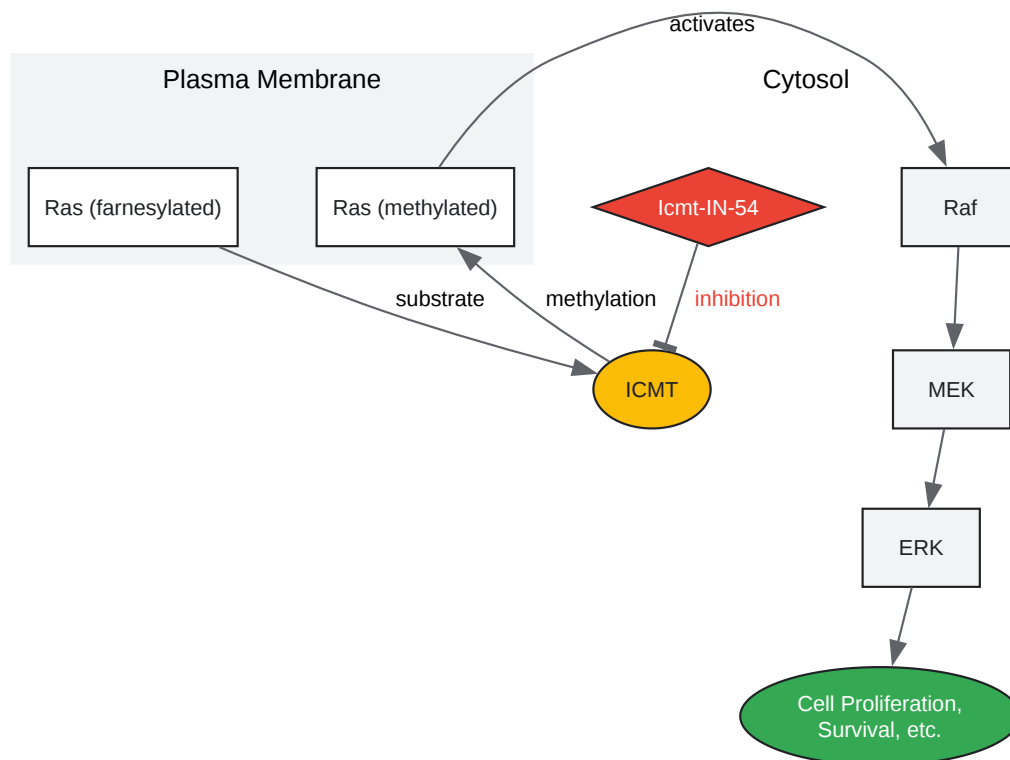 activates
Plasma Membrane
Cytosol
Ras (farnesylated)
Ras (methylated)
Icmt-IN-54
Raf
substrate
methylation
inhibition
ICMT
MEK
ERK
Cell Proliferation,
Survival, etc.